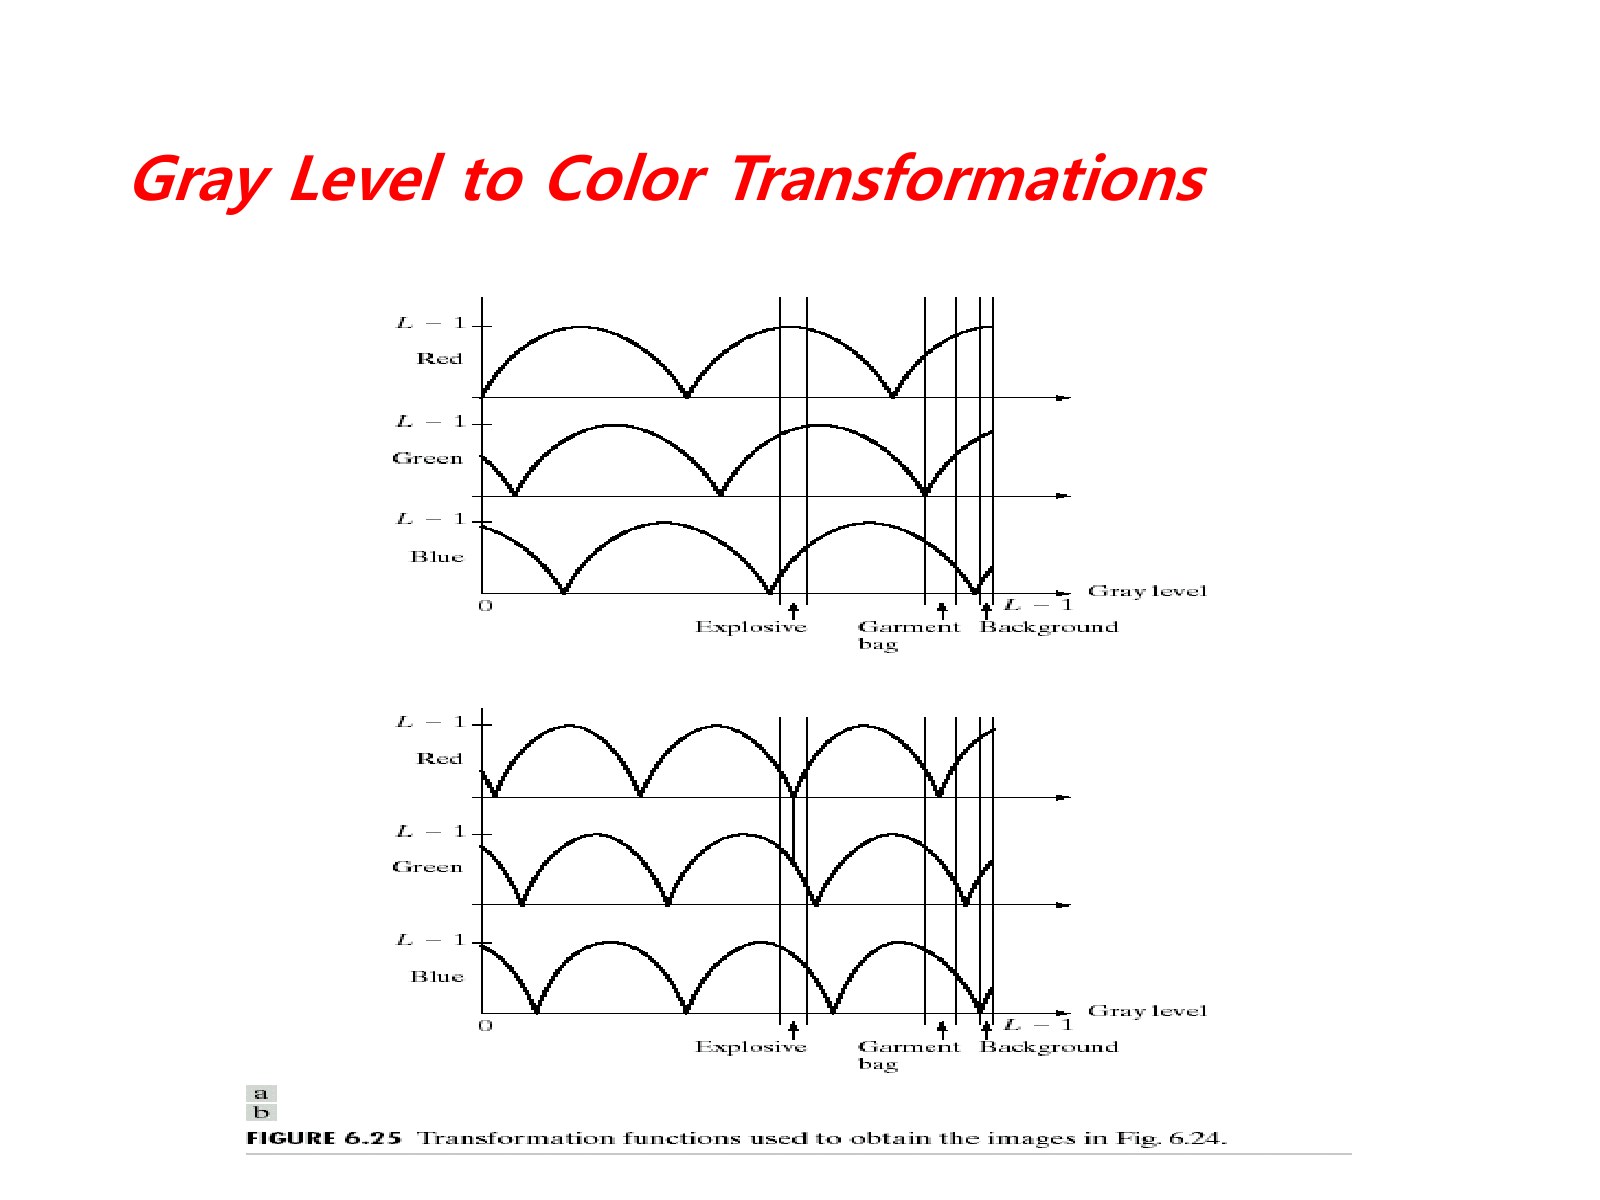 Gray Level to Color Transformations
L − 1
Red
L − 1
Green
L − 1
Blue
Gray level
0
L − 1
Explosive
Garment bag
Background
L − 1
Red
L − 1
Green
L − 1
Blue
Gray level
0
L − 1
Explosive
Garment bag
Background
a
b
FIGURE 6.25 Transformation functions used to obtain the images in Fig. 6.24.